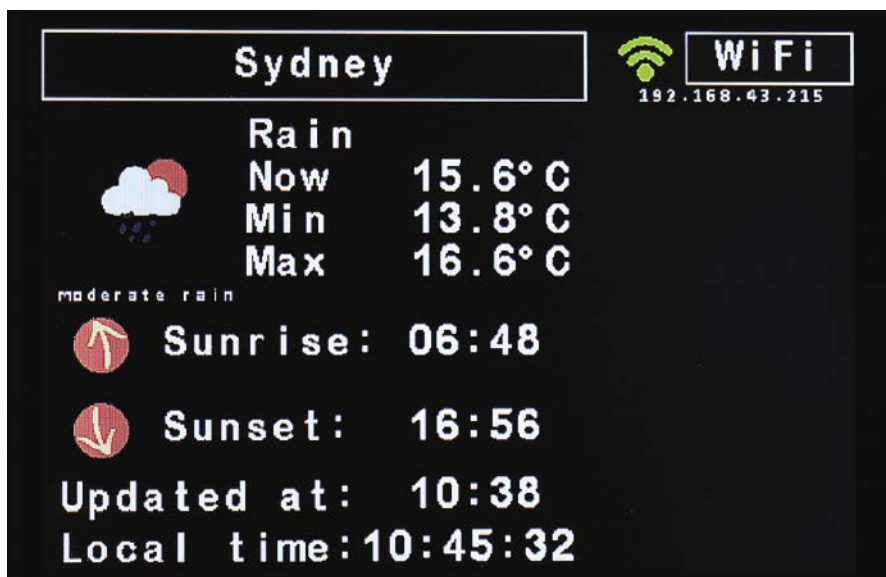 Sydney
WiFi
192.168.43.215
Rain
Now 15.6°C
Min 13.8°C
Max 16.6°C
moderate rain
Sunrise: 06:48
Sunset: 16:56
Updated at: 10:38
Local time:10:45:32